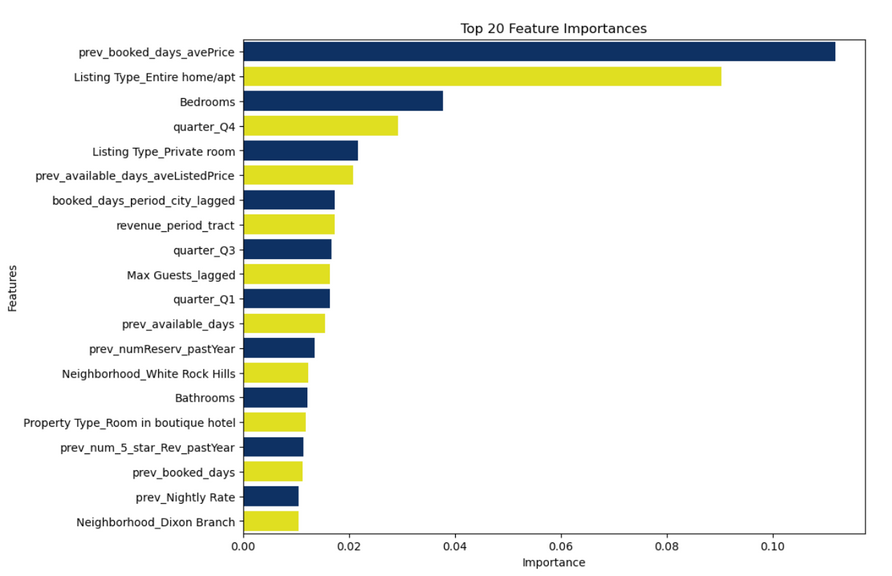 Top 20 Feature Importances
prev_booked_days_avePrice
Listing Type_Entire home/apt
Bedrooms
quarter_Q4
Listing Type_Private room
prev_available_days_aveListedPrice
booked_days_period_city_lagged
revenue_period_tract
quarter_Q3
Max Guests_lagged
quarter_Q1
prev_available_days
prev_numReserv_pastYear
Neighborhood_White Rock Hills
Bathrooms
Property Type_Room in boutique hotel
prev_num_5_star_Rev_pastYear
prev_booked_days
prev_Nightly Rate
Neighborhood_Dixon Branch
Features
0.00 0.02 0.04 0.06 0.08 0.10
Importance